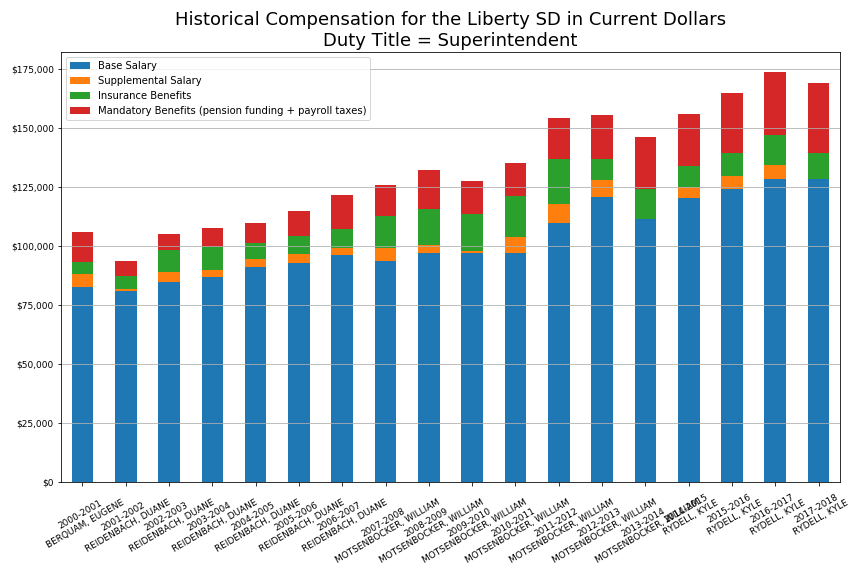 Historical Compensation for the Liberty SD in Current Dollars
Duty Title = Superintendent
Base Salary
Supplemental Salary
Insurance Benefits
Mandatory Benefits (pension funding + payroll taxes)
$175,000
$150,000
$125,000
$100,000
$75,000
$50,000
$25,000
$0
2000-2001
BERQUAM, EUGENE
2001-2002
REIDENBACH, DUANE
2002-2003
REIDENBACH, DUANE
2003-2004
REIDENBACH, DUANE
2004-2005
REIDENBACH, DUANE
2005-2006
REIDENBACH, DUANE
2006-2007
REIDENBACH, DUANE
2007-2008
MOTSENBOCKER, WILLIAM
2008-2009
MOTSENBOCKER, WILLIAM
2009-2010
MOTSENBOCKER, WILLIAM
2010-2011
MOTSENBOCKER, WILLIAM
2011-2012
MOTSENBOCKER, WILLIAM
2012-2013
MOTSENBOCKER, WILLIAM
2013-2014
MOTSENBOCKER, WILLIAM
2014-2015
RYDELL, KYLE
2015-2016
RYDELL, KYLE
2016-2017
RYDELL, KYLE
2017-2018
RYDELL, KYLE